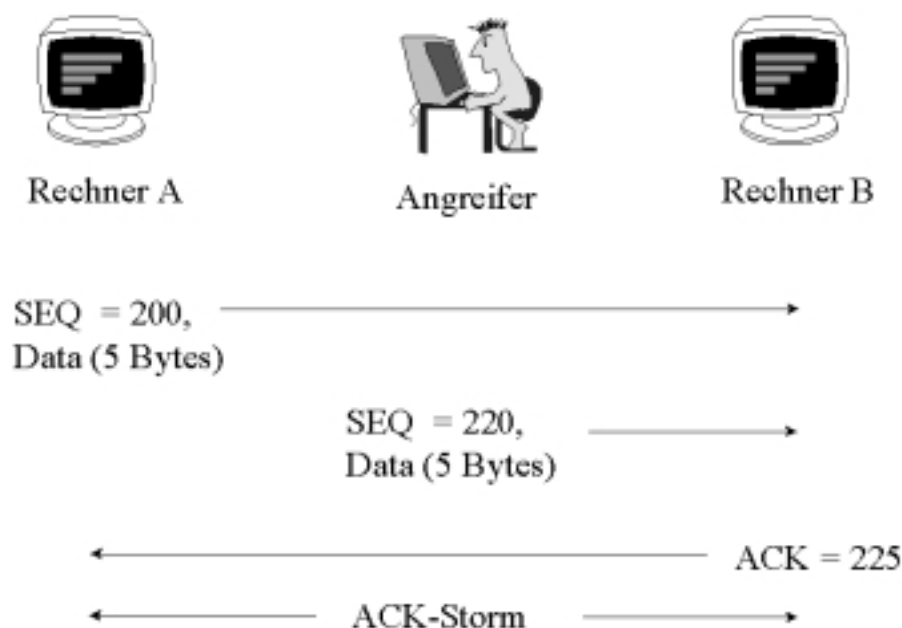 Rechner A
Angreifer
Rechner B
SEQ = 200,
Data (5 Bytes)
SEQ = 220,
Data (5 Bytes)
ACK = 225
ACK-Storm